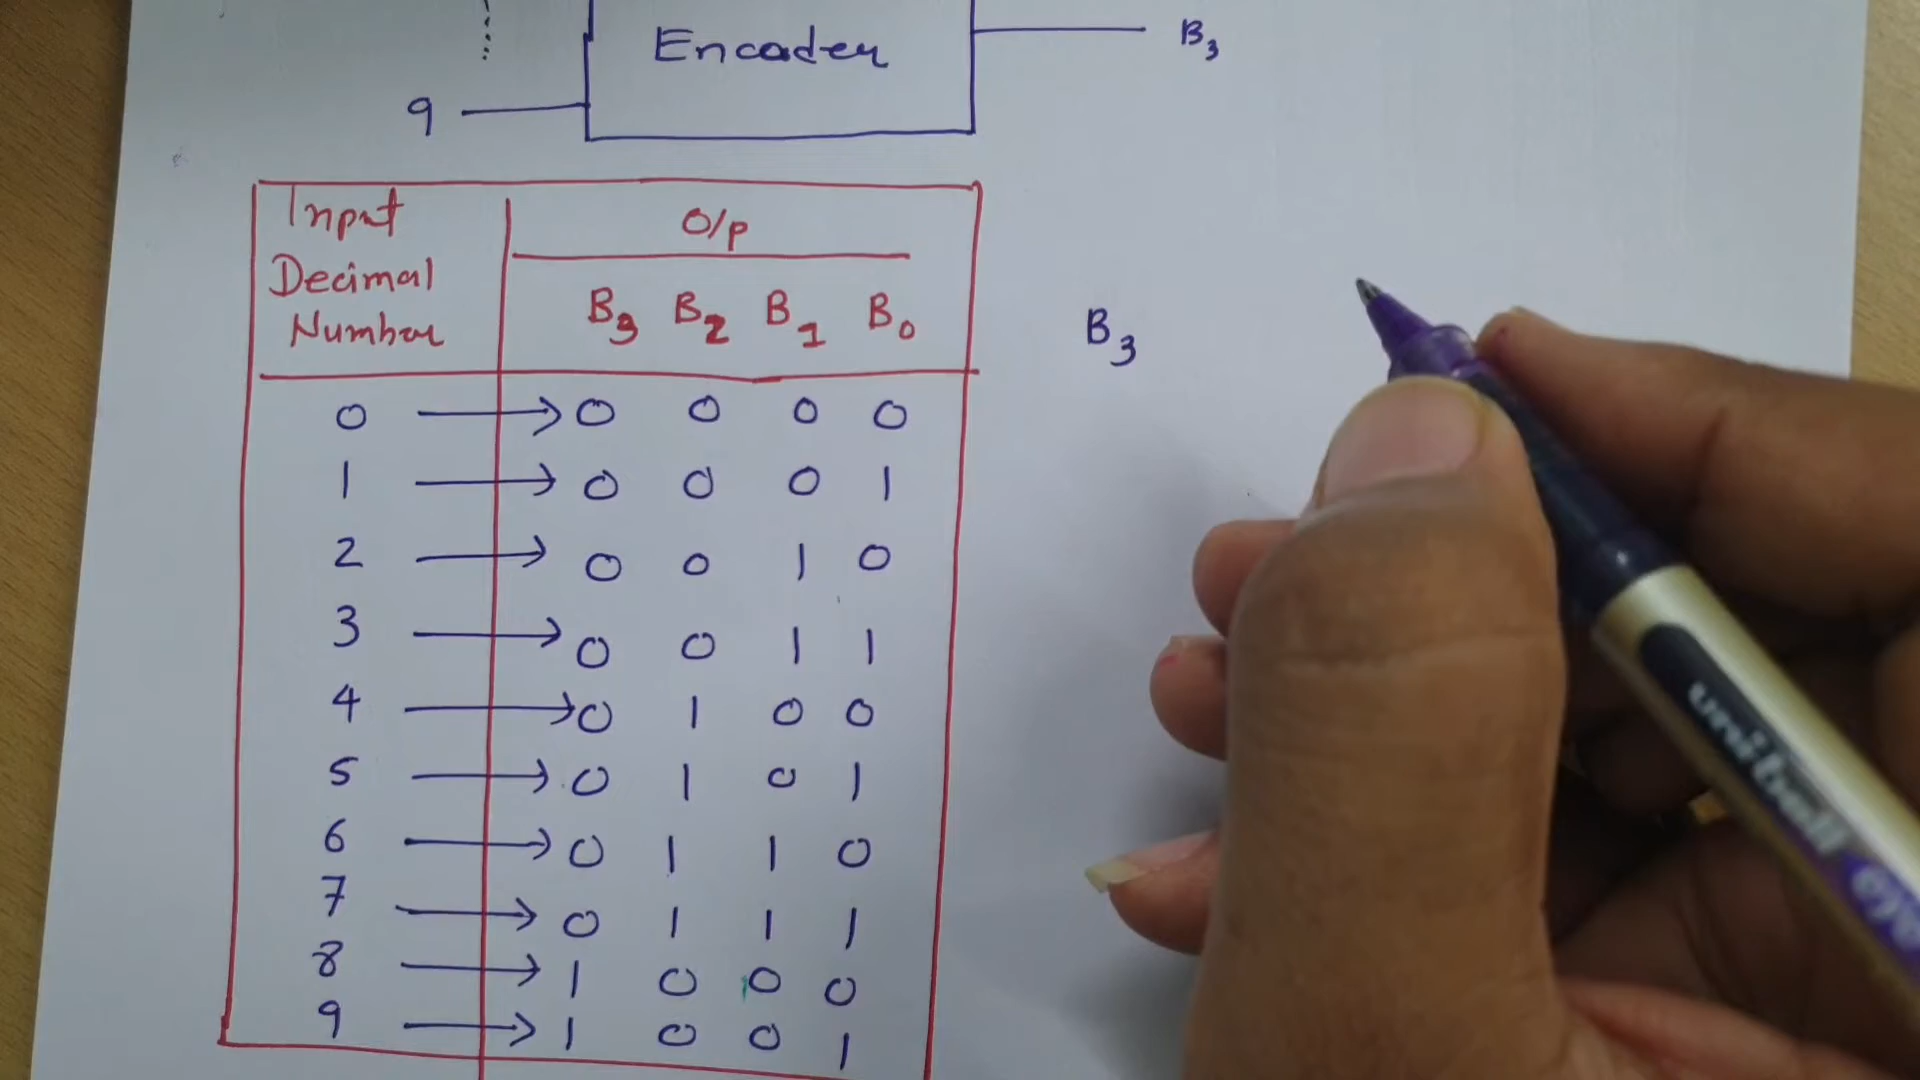 Encoder B3
9
Input O/p
Decimal
Number B3 B2 B1 B0
B3
0 → 0 0 0 0
1 → 0 0 0 1
2 → 0 0 1 0
3 → 0 0 1 1
4 → 0 1 0 0
5 → 0 1 0 1
6 → 0 1 1 0
7 → 0 1 1 1
8 → 1 0 0 0
9 → 1 0 0 1
uni-ball eye